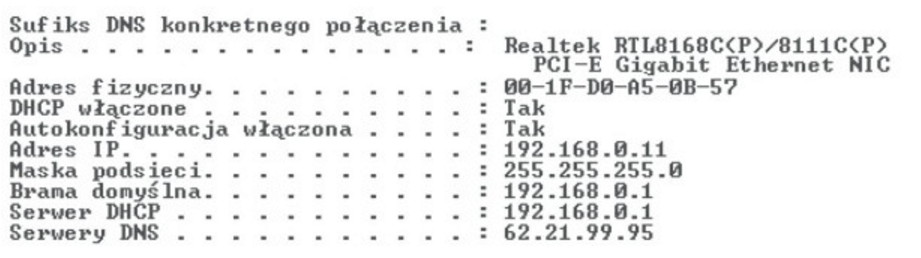 Sufiks DNS konkretnego połączenia :
Opis . . . . . . . . . . . . . . : Realtek RTL8168C(P)/8111C(P)
PCI-E Gigabit Ethernet NIC
Adres fizyczny. . . . . . . . . . : 00-1F-D0-A5-0B-57
DHCP włączone . . . . . . . . . . : Tak
Autokonfiguracja włączona . . . . : Tak
Adres IP. . . . . . . . . . . . . : 192.168.0.11
Maska podsieci. . . . . . . . . . : 255.255.255.0
Brama domyślna. . . . . . . . . . : 192.168.0.1
Serwer DHCP . . . . . . . . . . . : 192.168.0.1
Serwery DNS . . . . . . . . . . . : 62.21.99.95